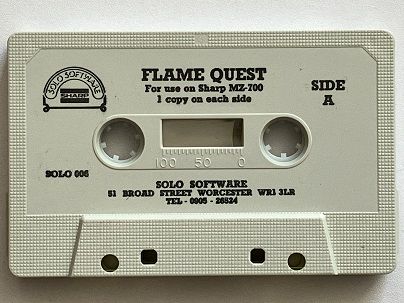 SOLO SOFTWARE
SHARP
FLAME QUEST
For use on Sharp MZ-700
1 copy on each side
SIDE
A
100 50 0
SOLO 006
SOLO SOFTWARE
51 BROAD STREET WORCESTER WR1 3LR
TEL - 0905 - 26524